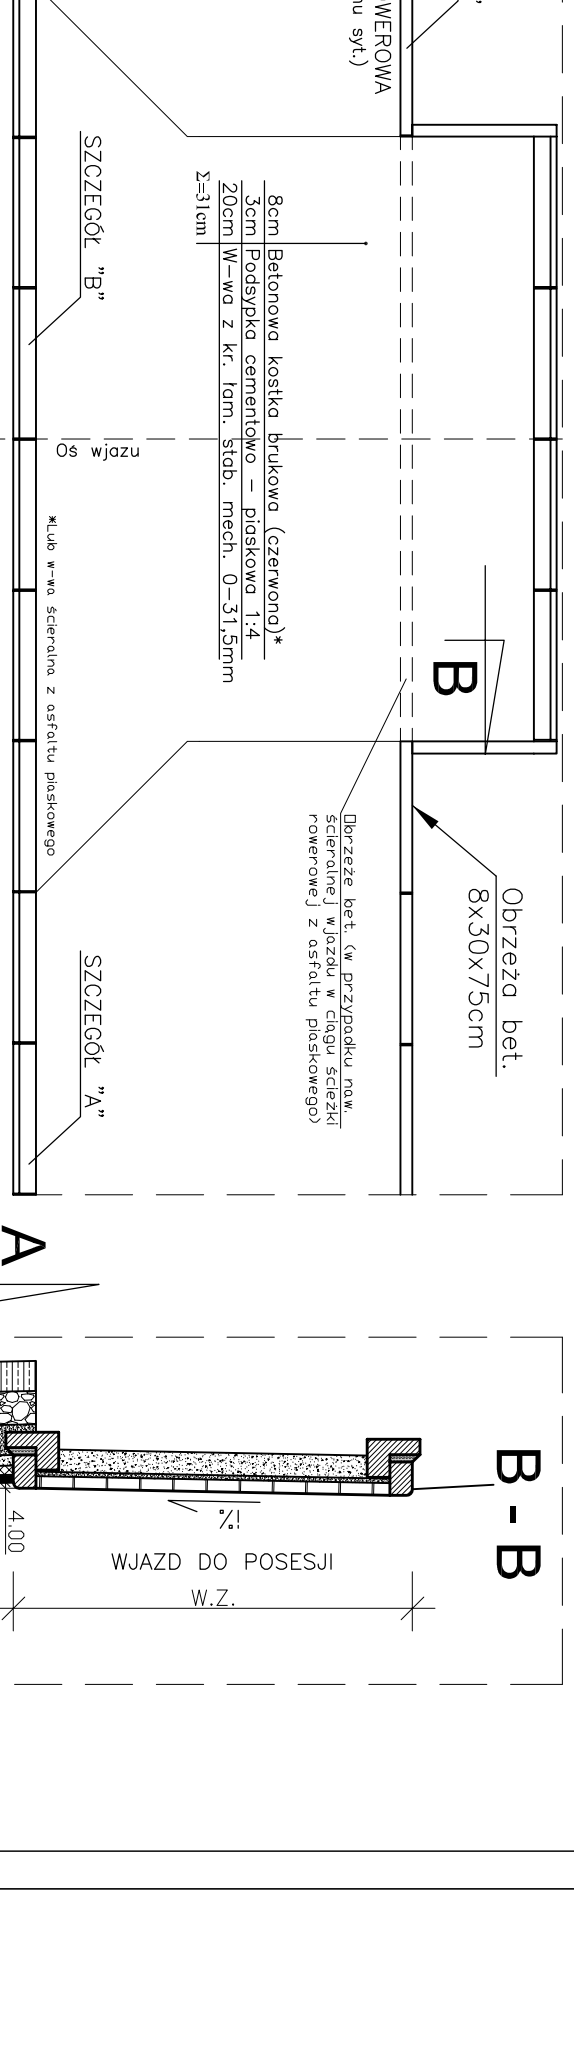 OWEROWA
nu syt.)
SZCZEGÓŁ "B"
8cm Betonowa kostka brukowa (czerwona)*
3cm Podsypka cementowo - piaskowa 1:4
20cm W-wa z kr. łam. stab. mech. 0-31,5mm
Σ=31cm
Oś wjazu
*Lub w-wa ścieralna z asfaltu piaskowego
B
Obrzeże bet. (w przypadku naw.
ścieralnej wjazdu w ciągu ścieżki
rowerowej z asfaltu piaskowego)
Obrzeża bet.
8x30x75cm
SZCZEGÓŁ "A"
A
B - B
4,00
WJAZD DO POSESJI
W.Z.